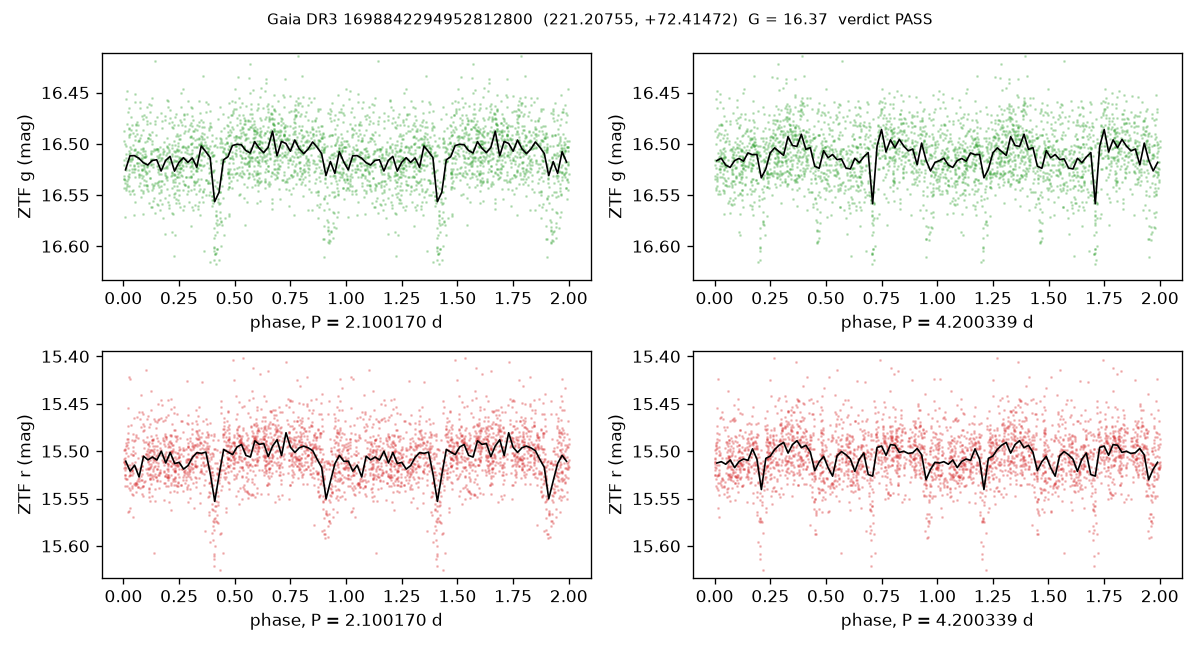 Gaia DR3 1698842294952812800  (221.20755, +72.41472)  G = 16.37  verdict PASS
ZTF g (mag)
16.45
16.50
16.55
16.60
0.00 0.25 0.50 0.75 1.00 1.25 1.50 1.75 2.00
phase, P = 2.100170 d
ZTF g (mag)
16.45
16.50
16.55
16.60
0.00 0.25 0.50 0.75 1.00 1.25 1.50 1.75 2.00
phase, P = 4.200339 d
ZTF r (mag)
15.40
15.45
15.50
15.55
15.60
0.00 0.25 0.50 0.75 1.00 1.25 1.50 1.75 2.00
phase, P = 2.100170 d
ZTF r (mag)
15.40
15.45
15.50
15.55
15.60
0.00 0.25 0.50 0.75 1.00 1.25 1.50 1.75 2.00
phase, P = 4.200339 d